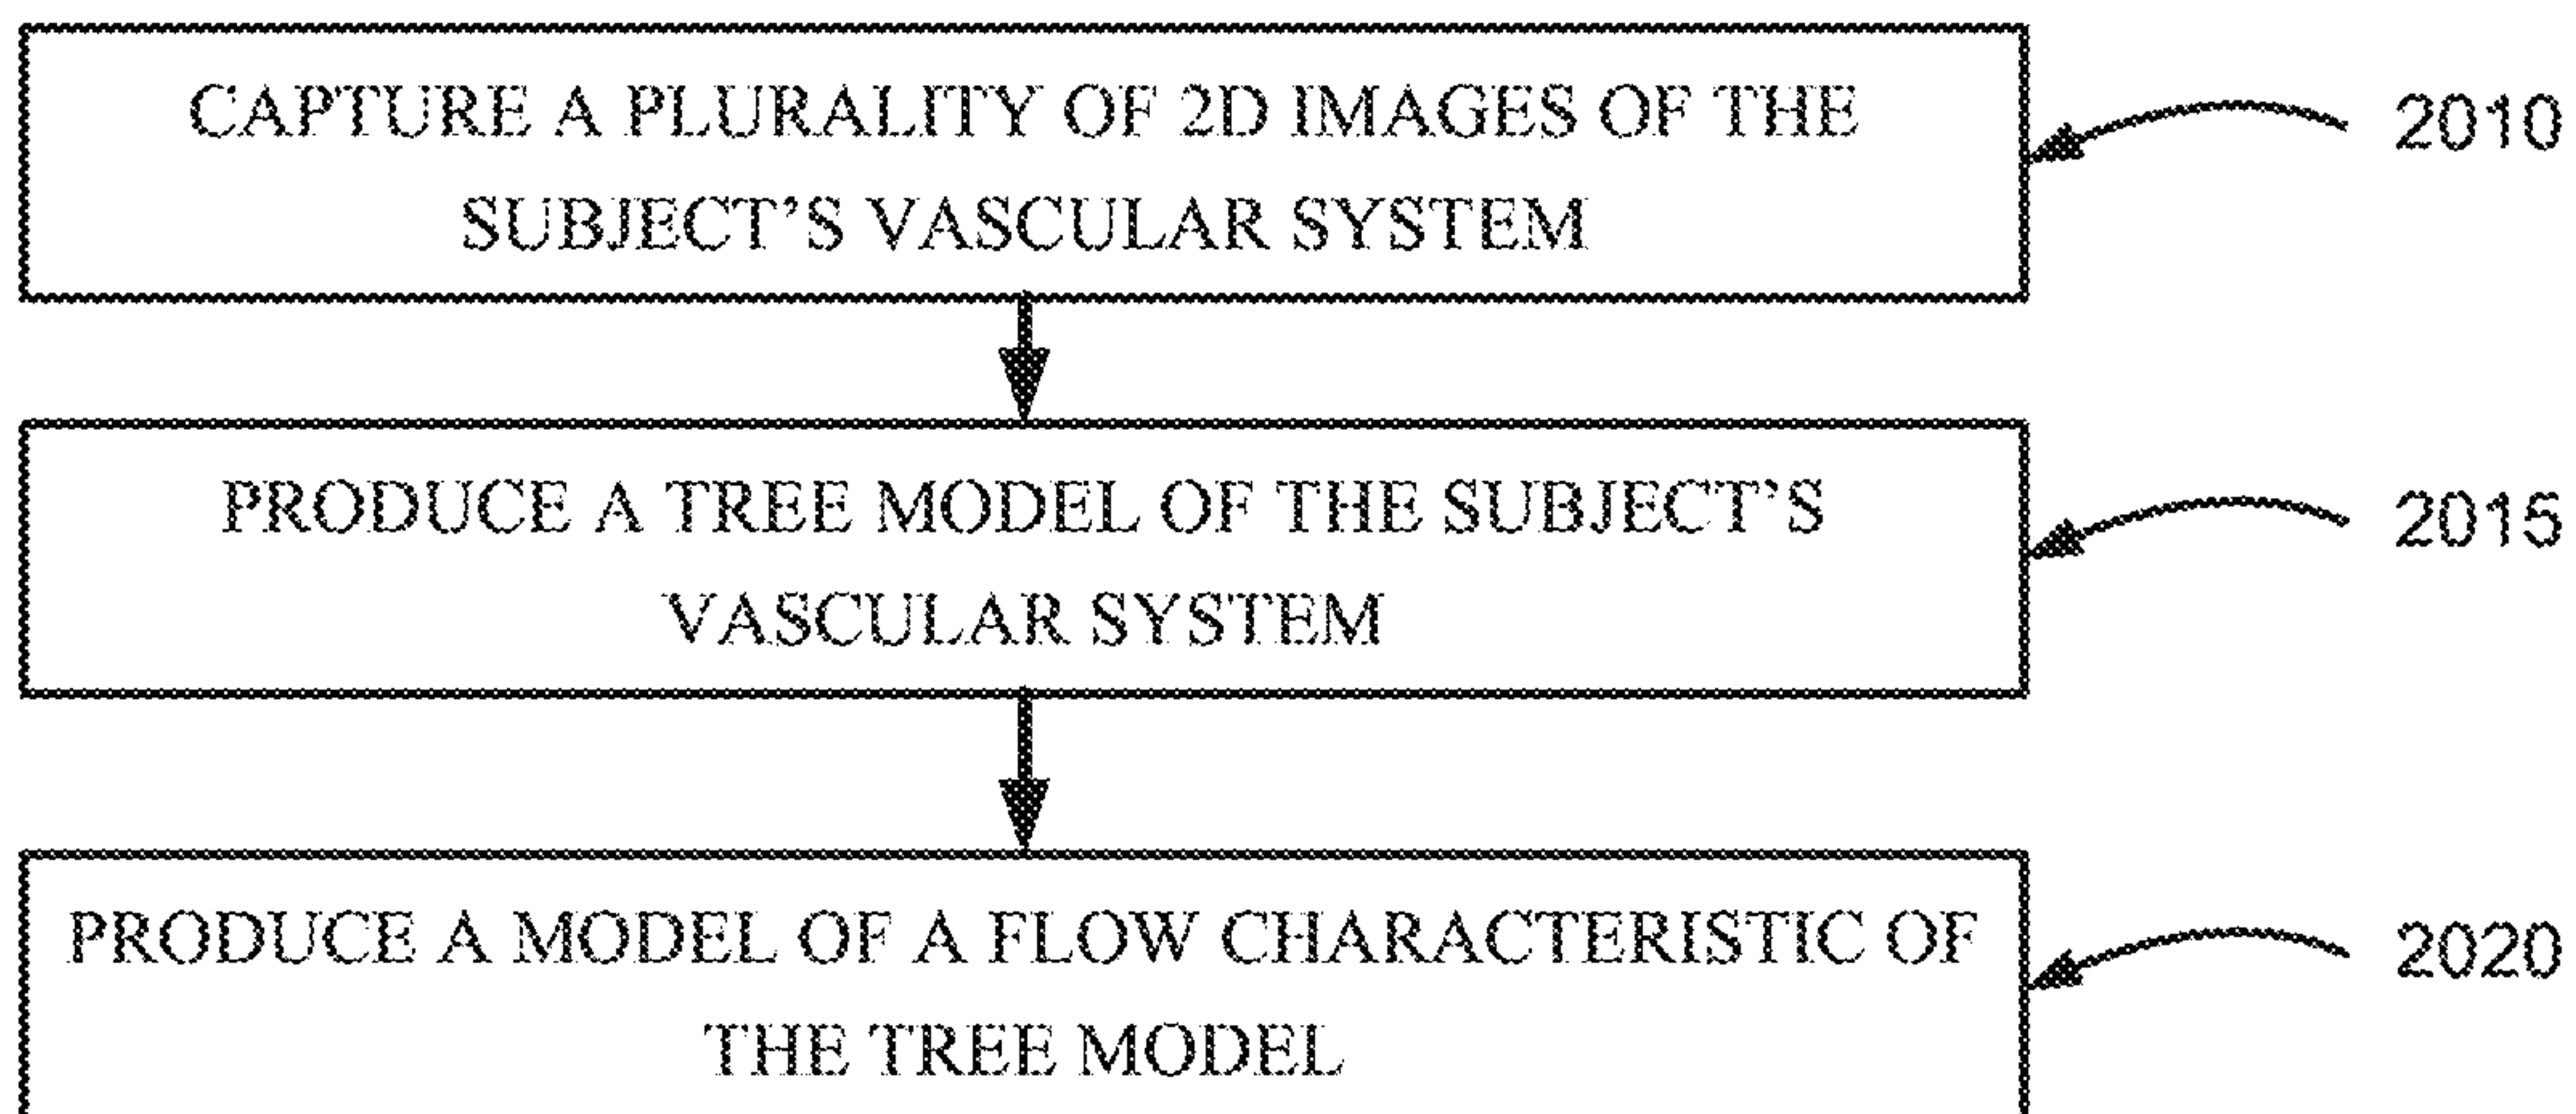 CAPTURE A PLURALITY OF 2D IMAGES OF THE
SUBJECT'S VASCULAR SYSTEM
2010
PRODUCE A TREE MODEL OF THE SUBJECT'S
VASCULAR SYSTEM
2015
PRODUCE A MODEL OF A FLOW CHARACTERISTIC OF
THE TREE MODEL
2020